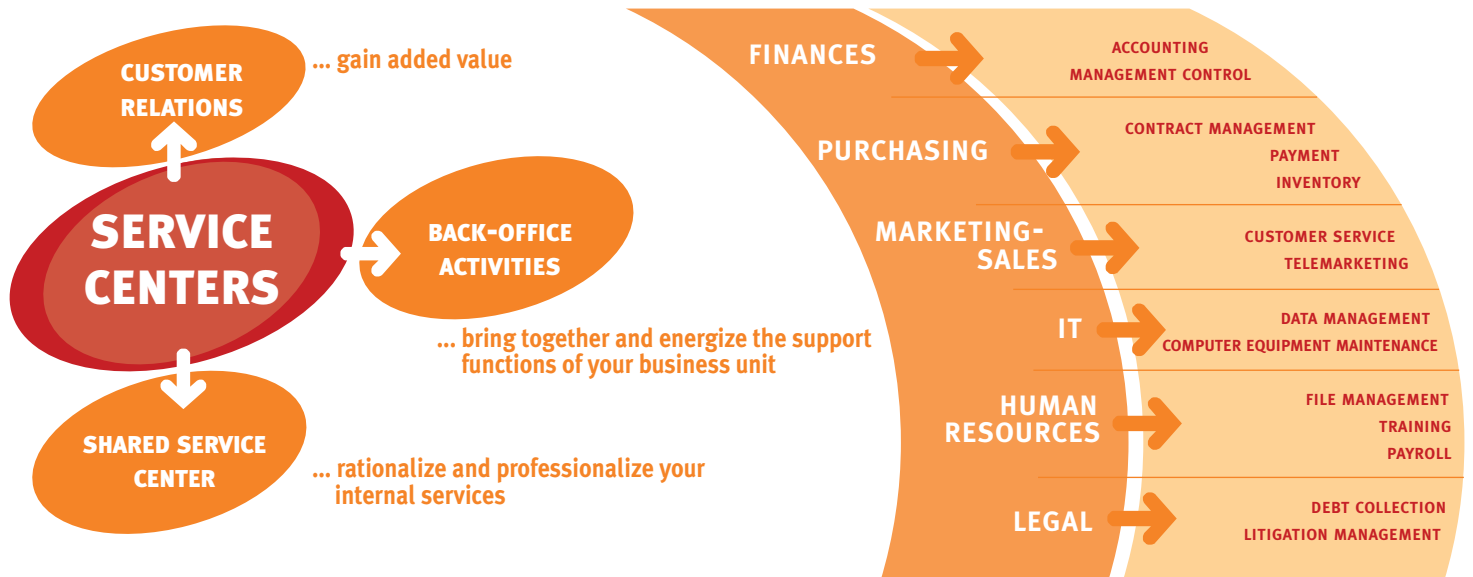 CUSTOMER
RELATIONS
... gain added value
SERVICE
CENTERS
BACK-OFFICE
ACTIVITIES
... bring together and energize the support
functions of your business unit
SHARED SERVICE
CENTER
... rationalize and professionalize your
internal services
FINANCES
ACCOUNTING
MANAGEMENT CONTROL
PURCHASING
CONTRACT MANAGEMENT
PAYMENT
INVENTORY
MARKETING-
SALES
CUSTOMER SERVICE
TELEMARKETING
IT
DATA MANAGEMENT
COMPUTER EQUIPMENT MAINTENANCE
HUMAN
RESOURCES
FILE MANAGEMENT
TRAINING
PAYROLL
LEGAL
DEBT COLLECTION
LITIGATION MANAGEMENT